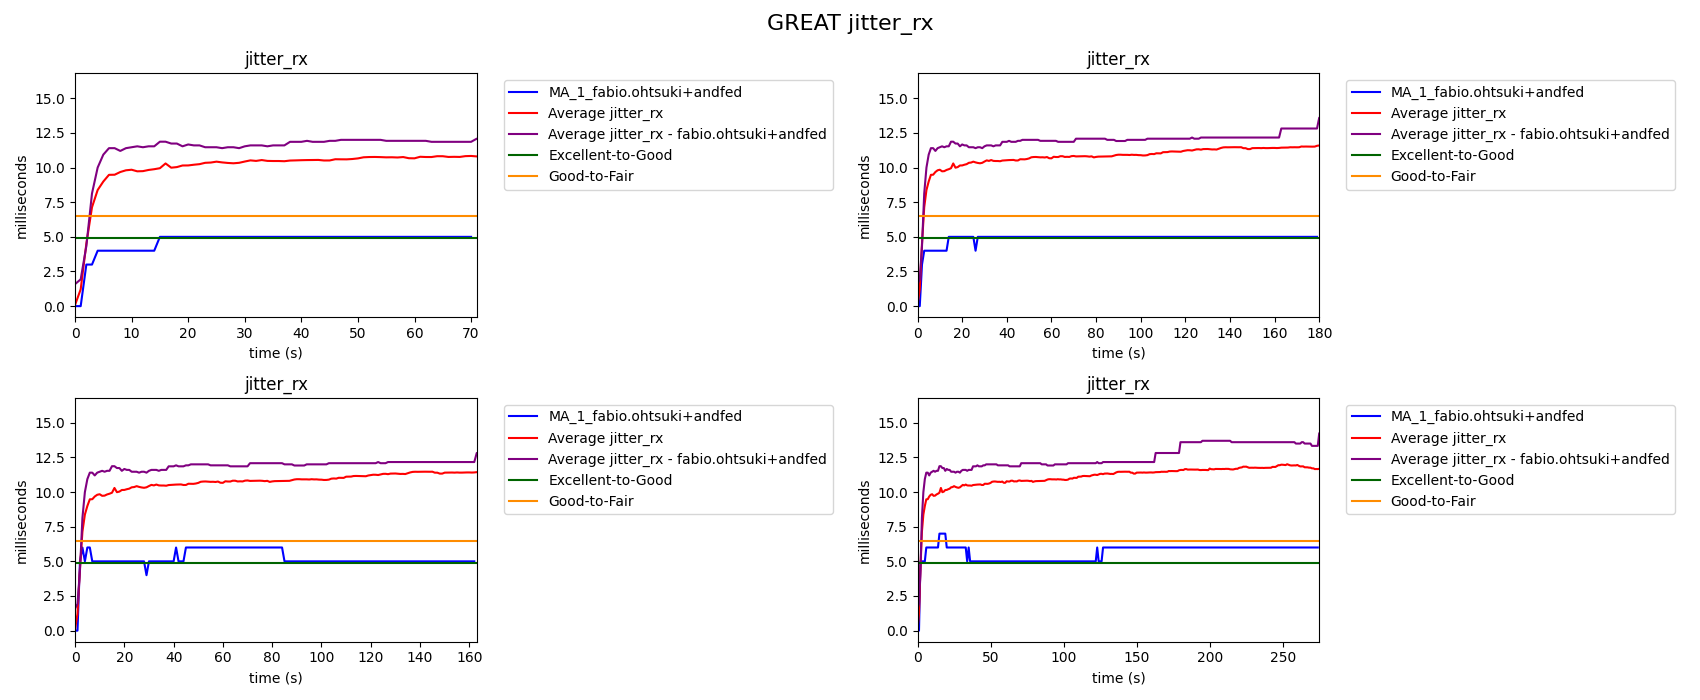 GREAT jitter_rx
jitter_rx
15.0
12.5
10.0
7.5
5.0
2.5
0.0
milliseconds
0 10 20 30 40 50 60 70
time (s)
MA_1_fabio.ohtsuki+andfed
Average jitter_rx
Average jitter_rx - fabio.ohtsuki+andfed
Excellent-to-Good
Good-to-Fair
jitter_rx
15.0
12.5
10.0
7.5
5.0
2.5
0.0
milliseconds
0 20 40 60 80 100 120 140 160 180
time (s)
MA_1_fabio.ohtsuki+andfed
Average jitter_rx
Average jitter_rx - fabio.ohtsuki+andfed
Excellent-to-Good
Good-to-Fair
jitter_rx
15.0
12.5
10.0
7.5
5.0
2.5
0.0
milliseconds
0 20 40 60 80 100 120 140 160
time (s)
MA_1_fabio.ohtsuki+andfed
Average jitter_rx
Average jitter_rx - fabio.ohtsuki+andfed
Excellent-to-Good
Good-to-Fair
jitter_rx
15.0
12.5
10.0
7.5
5.0
2.5
0.0
milliseconds
0 50 100 150 200 250
time (s)
MA_1_fabio.ohtsuki+andfed
Average jitter_rx
Average jitter_rx - fabio.ohtsuki+andfed
Excellent-to-Good
Good-to-Fair